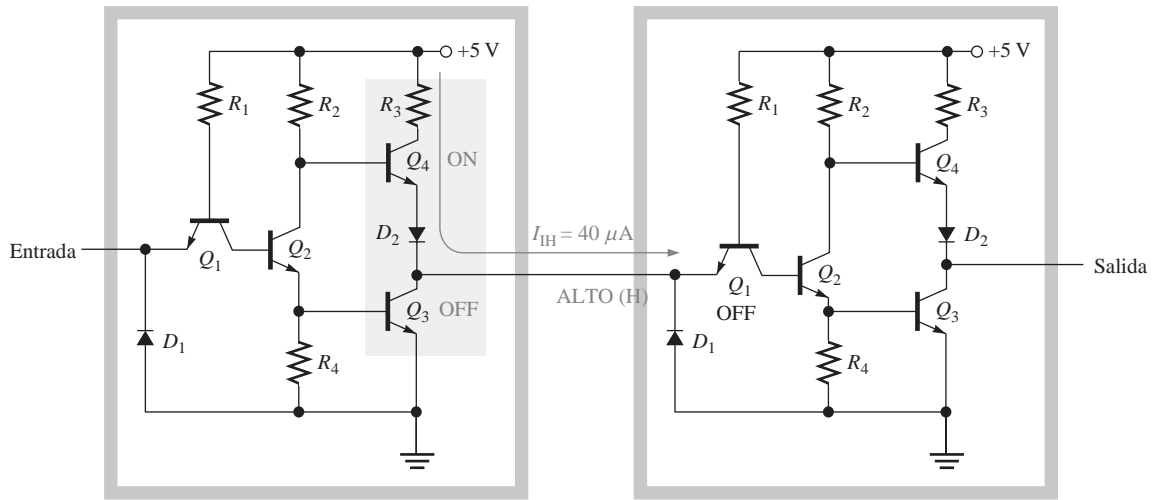 +5 V
+5 V
R1
R2
R3
R1
R2
R3
Q4
ON
Q4
Entrada
Q1
Q2
D2
IIH = 40 μA
Q1
OFF
Q2
D2
Salida
OFF
Q3
ALTO (H)
Q3
D1
R4
D1
R4